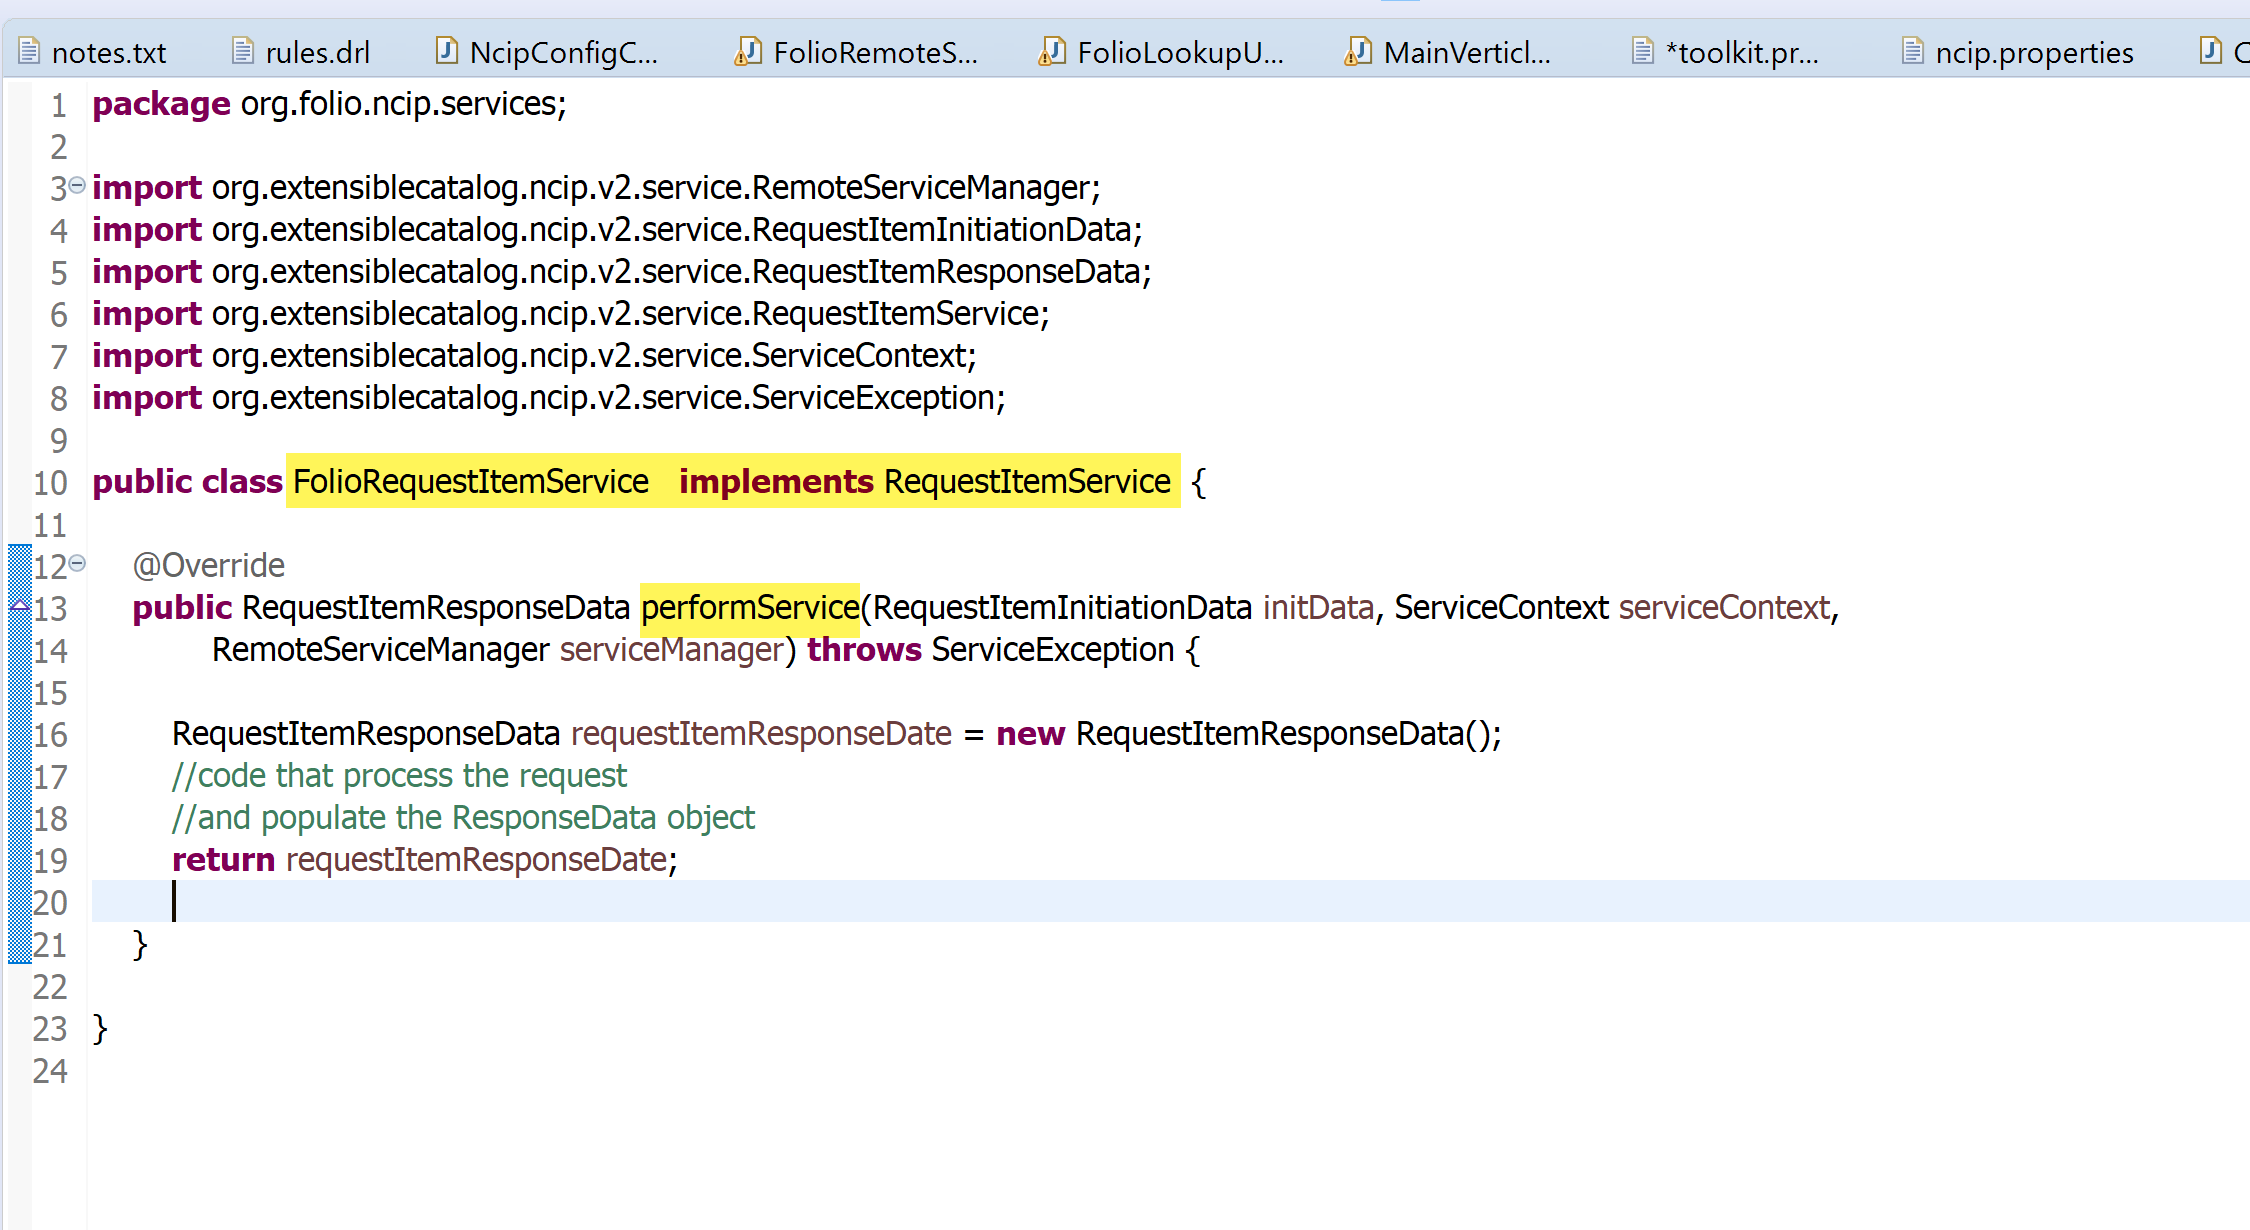 notes.txt rules.drl NcipConfigC... FolioRemoteS... FolioLookupU... MainVerticl... *toolkit.pr... ncip.properties
1 package org.folio.ncip.services;
2
3 import org.extensiblecatalog.ncip.v2.service.RemoteServiceManager;
4 import org.extensiblecatalog.ncip.v2.service.RequestItemInitiationData;
5 import org.extensiblecatalog.ncip.v2.service.RequestItemResponseData;
6 import org.extensiblecatalog.ncip.v2.service.RequestItemService;
7 import org.extensiblecatalog.ncip.v2.service.ServiceContext;
8 import org.extensiblecatalog.ncip.v2.service.ServiceException;
9
10 public class FolioRequestItemService implements RequestItemService {
11
12 @Override
13 public RequestItemResponseData performService(RequestItemInitiationData initData, ServiceContext serviceContext,
14 RemoteServiceManager serviceManager) throws ServiceException {
15
16 RequestItemResponseData requestItemResponseDate = new RequestItemResponseData();
17 //code that process the request
18 //and populate the ResponseData object
19 return requestItemResponseDate;
20
21 }
22
23 }
24